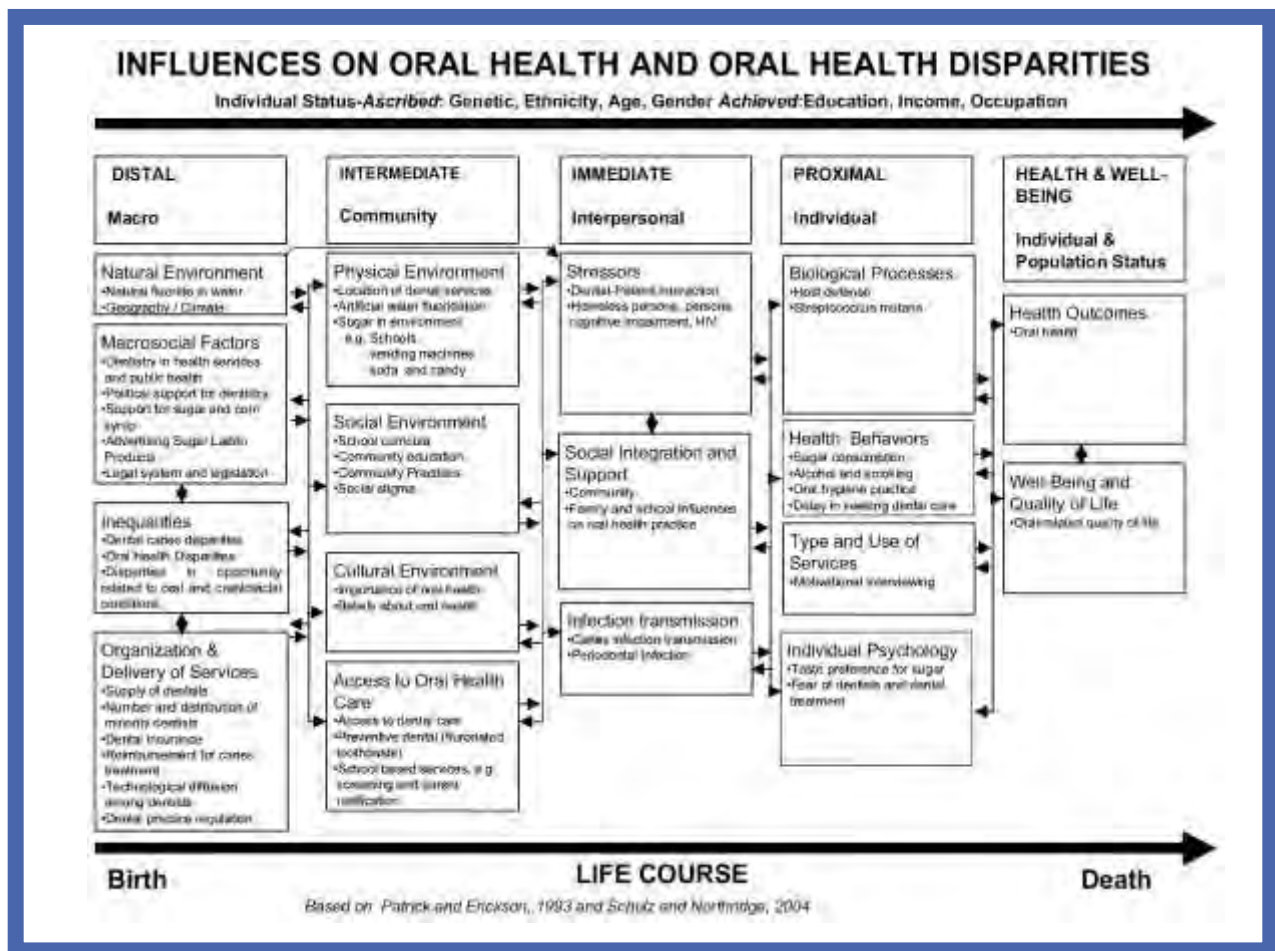 INFLUENCES ON ORAL HEALTH AND ORAL HEALTH DISPARITIES
Individual Status-Ascribed: Genetic, Ethnicity, Age, Gender Achieved:Education, Income, Occupation
DISTAL
Macro
INTERMEDIATE
Community
IMMEDIATE
Interpersonal
PROXIMAL
Individual
HEALTH & WELL-
BEING
Individual &
Population Status
Natural Environment
•Natural fluoride in water
•Geography / Climate
Macrosocial Factors
•Dentistry in health services
and public health
•Political support for dentistry
•Support for sugar and corn
syrup
•Advertising Sugar Laden
Products
•Legal system and legislation
Inequalities
•Dental caries disparities
•Oral Health Disparities
•Disparities in opportunity
related to oral and craniofacial
conditions
Organization &
Delivery of Services
•Supply of dentists
•Number and distribution of
minority dentists
•Dental insurance
•Reimbursement for caries
treatment
•Technological diffusion
among dentists
•Dental practice regulation
Physical Environment
•Location of dental services
•Artificial water fluoridation
•Sugar in environment
e.g. Schools
vending machines
soda and candy
Social Environment
•School curricula
•Community education
•Community Practices
•Social stigma
Cultural Environment
•Importance of oral health
•Beliefs about oral health
Access to Oral Health
Care
•Access to dental care
•Preventive dental (fluoridated
toothpaste)
•School based services, e.g.
screening and parent
notification
Stressors
•Dental-Patient interaction
•Homeless persons, persons
cognitive impairment, HIV
Social Integration and
Support
•Community
•Family and school influences
on oral health practice
Infection transmission
•Caries infection transmission
•Periodontal Infection
Biological Processes
•Host defense
•Streptococcus mutans
Health Behaviors
•Sugar consumption
•Alcohol and smoking
•Oral hygiene practice
•Delay in seeking dental care
Type and Use of
Services
•Motivational interviewing
Individual Psychology
•Taste preference for sugar
•Fear of dentists and dental
treatment
Health Outcomes
•Oral health
Well-Being and
Quality of Life
•Oral-related quality of life
Birth
LIFE COURSE
Death
Based on Patrick and Erickson, 1993 and Schulz and Northridge, 2004